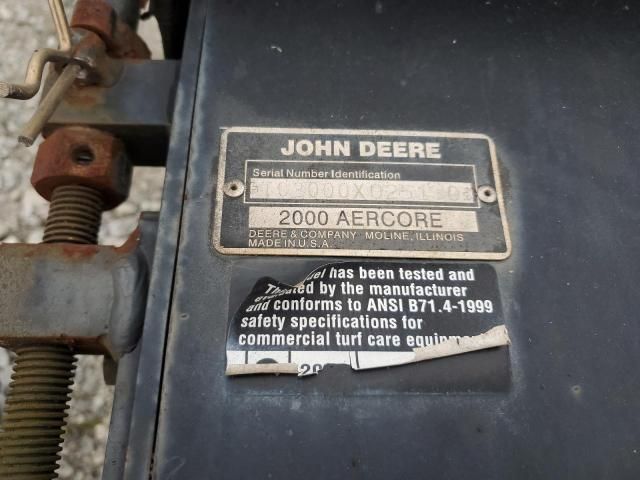 JOHN DEERE
Serial Number Identification
2000 AERCORE
DEERE & COMPANY MOLINE, ILLINOIS
MADE IN U.S.A.
has been tested and
by the manufacturer
and conforms to ANSI B71.4-1999
safety specifications for
commercial turf care